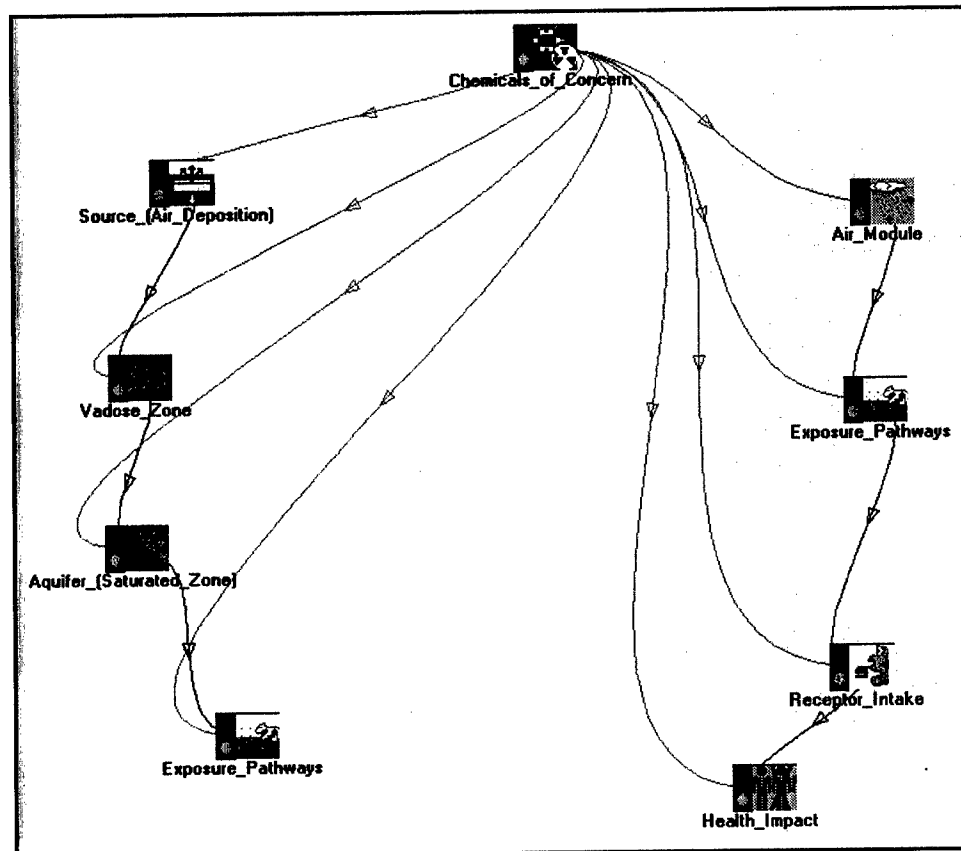 Chemicals_of_Concern
Source_(Air_Deposition)
Air_Module
Vadose_Zone
Exposure_Pathways
Aquifer_(Saturated_Zone)
Receptor_Intake
Exposure_Pathways
Health_Impact